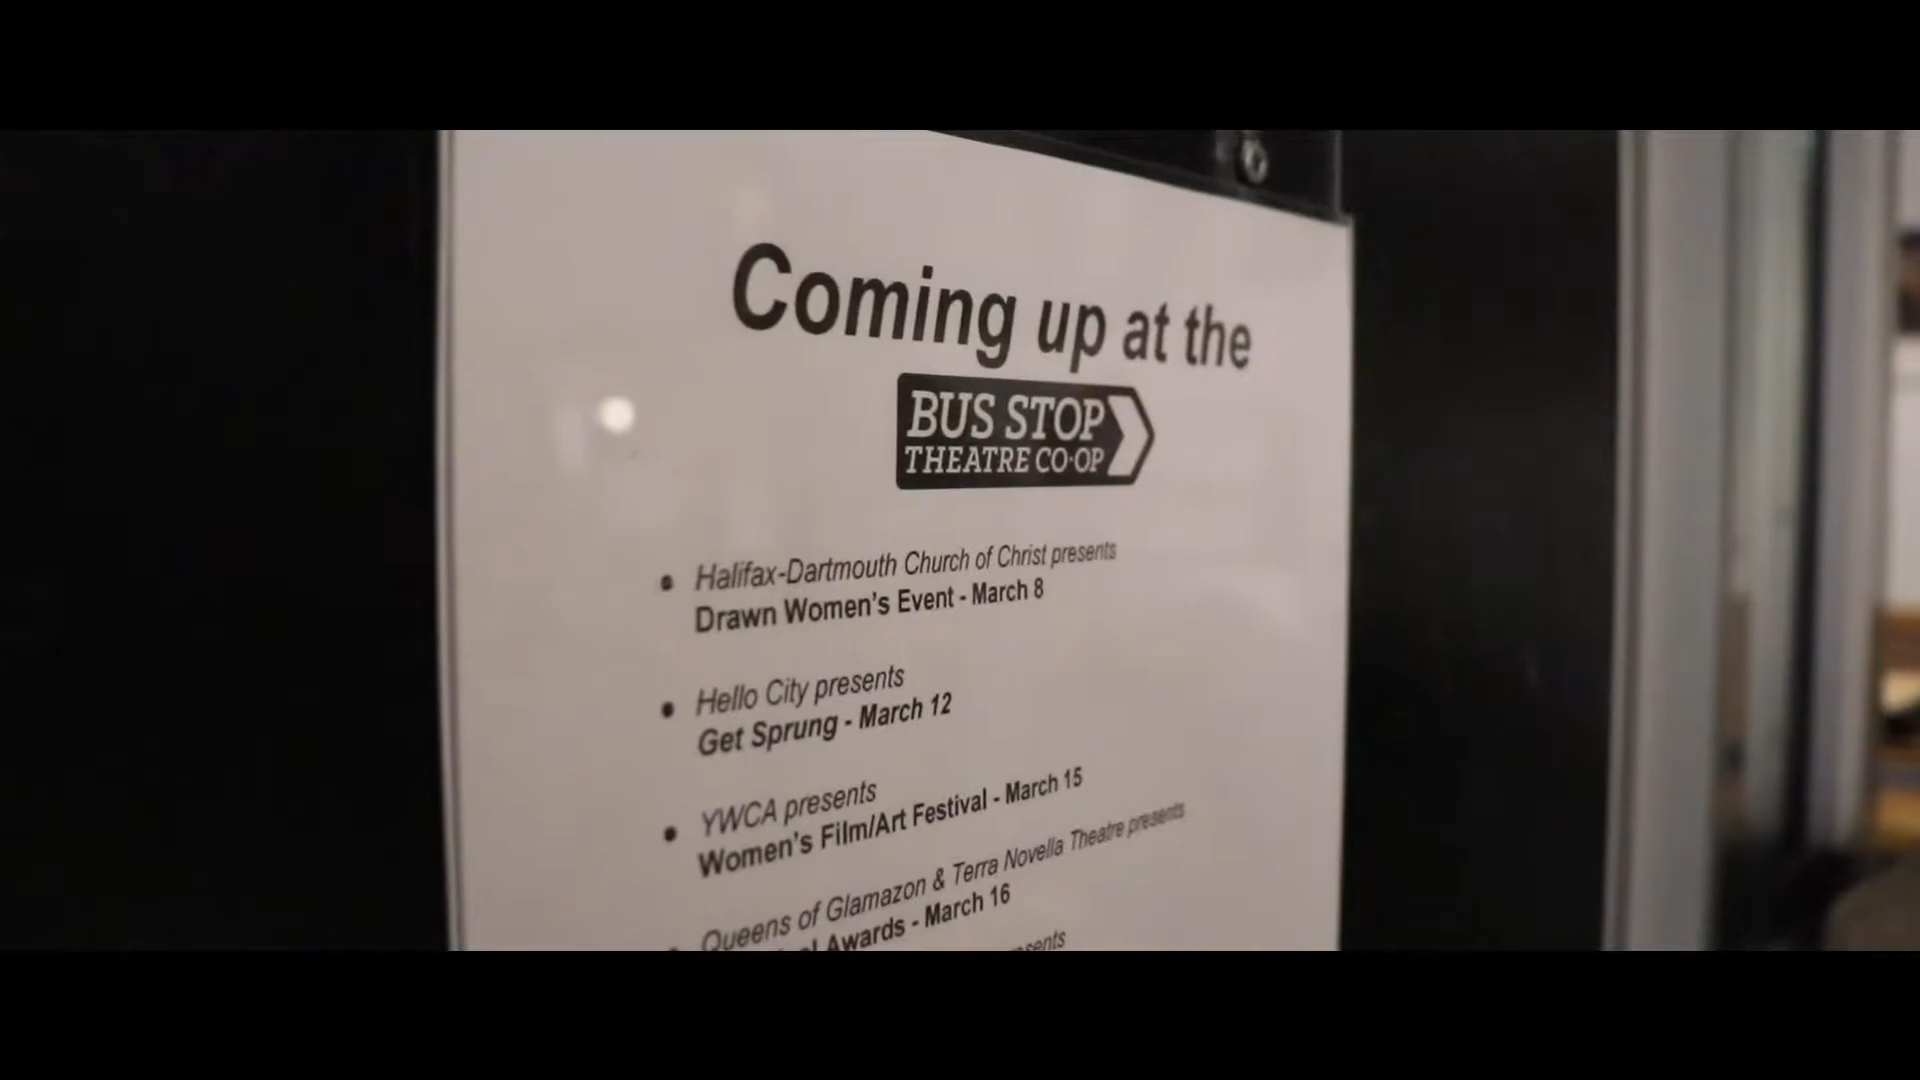 Coming up at the
BUS STOP
THEATRE CO·OP
Halifax-Dartmouth Church of Christ presents
Drawn Women's Event - March 8
Hello City presents
Get Sprung - March 12
YWCA presents
Women's Film/Art Festival - March 15
Queens of Glamazon & Terra Novella Theatre presents
Awards - March 16